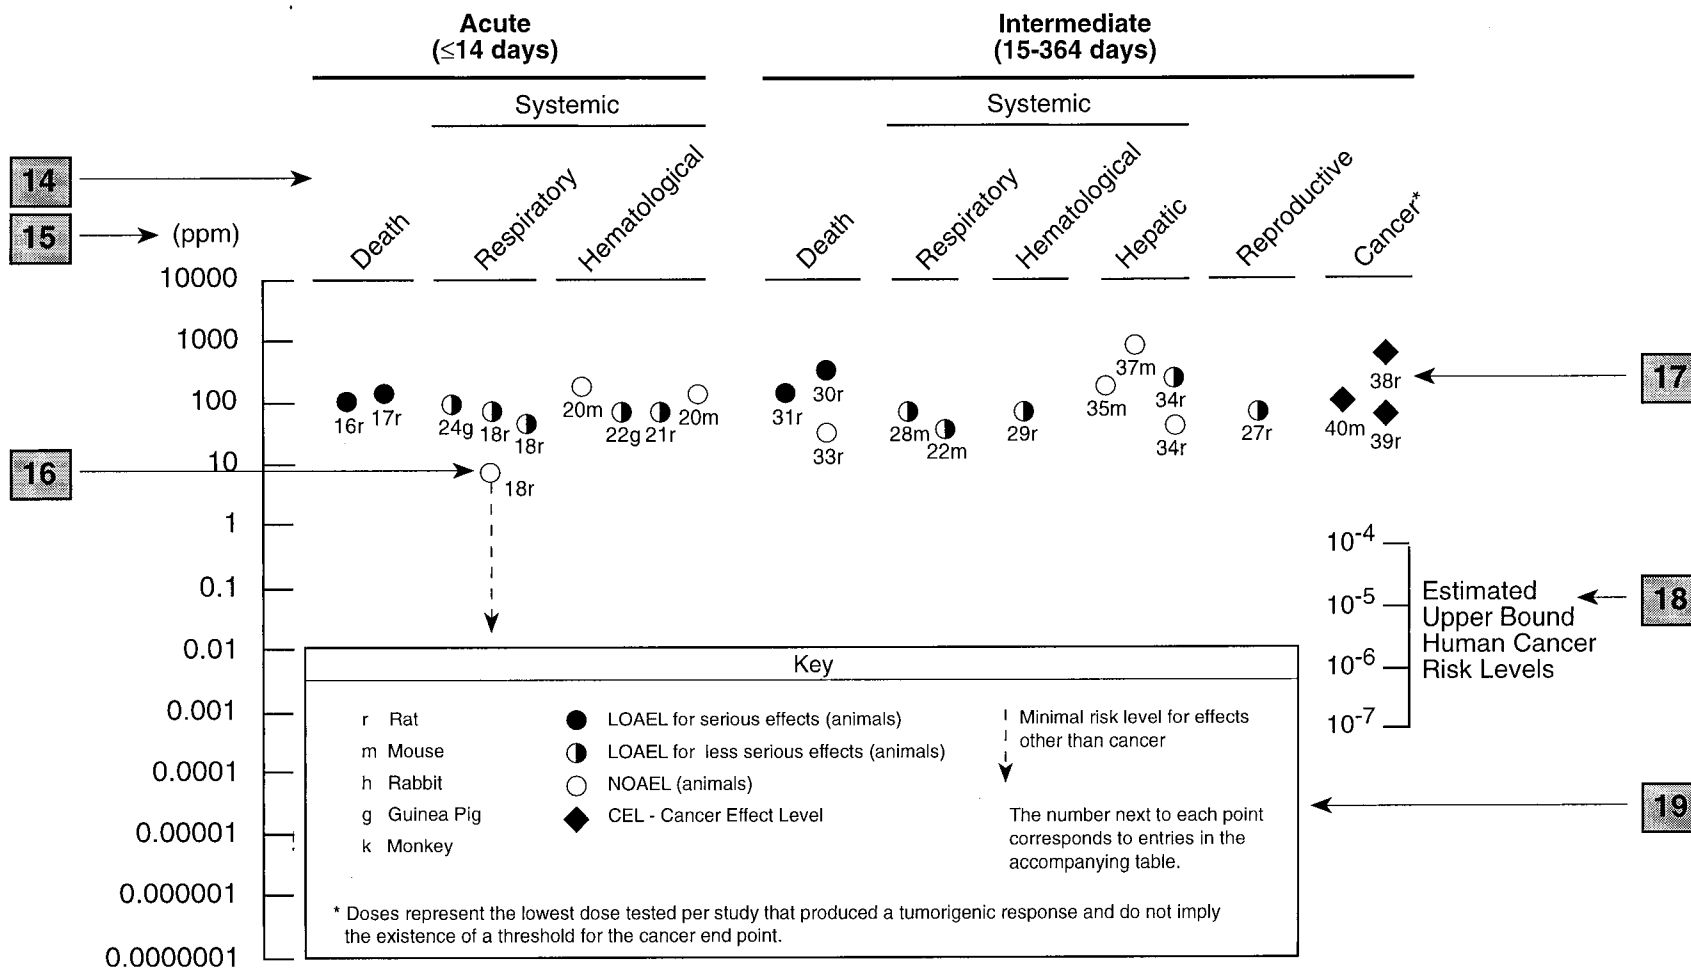 Acute
(≤14 days)
Intermediate
(15-364 days)
Systemic
Systemic
14
15
(ppm)
Death
Respiratory
Hematological
Death
Respiratory
Hematological
Hepatic
Reproductive
Cancer*
10000
1000
100
10
1
0.1
0.01
0.001
0.0001
0.00001
0.000001
0.0000001
16r
17r
24g
18r
18r
18r
20m
22g
21r
20m
31r
30r
33r
28m
22m
29r
35m
37m
34r
34r
27r
40m
38r
39r
16
17
10-4
10-5
10-6
10-7
Estimated
Upper Bound
Human Cancer
Risk Levels
18
19
Key
r Rat
m Mouse
h Rabbit
g Guinea Pig
k Monkey
LOAEL for serious effects (animals)
LOAEL for less serious effects (animals)
NOAEL (animals)
CEL - Cancer Effect Level
Minimal risk level for effects
other than cancer
The number next to each point
corresponds to entries in the
accompanying table.
* Doses represent the lowest dose tested per study that produced a tumorigenic response and do not imply
the existence of a threshold for the cancer end point.